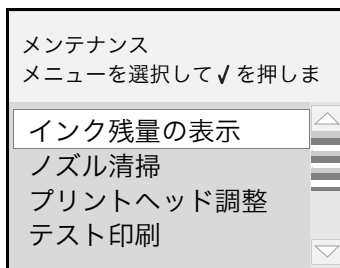 メンテナンス
メニューを選択して√を押しま
インク残量の表示
ノズル清掃
プリントヘッド調整
テスト印刷